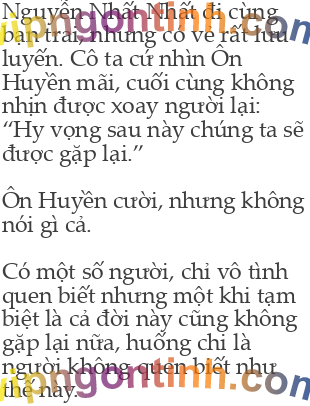 Nguyễn Nhất Nhất đi cùng
bạn trai, nhưng có vẻ rất lưu
luyến. Cô ta cứ nhìn Ôn
Huyền mãi, cuối cùng không
nhịn được xoay người lại:
“Hy vọng sau này chúng ta sẽ
được gặp lại.”
Ôn Huyền cười, nhưng không
nói gì cả.
Có một số người, chỉ vô tình
quen biết nhưng một khi tạm
biệt là cả đời này cũng không
gặp lại nữa, huống chi là
người không quen biết như
thế này.